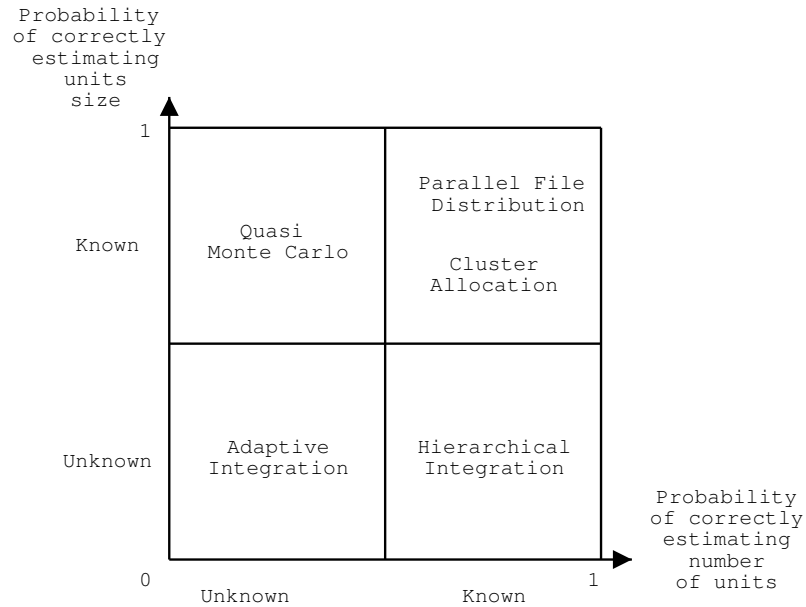 Probability
of correctly
estimating
units
size
1
Parallel File
Distribution
Known
Quasi
Monte Carlo
Cluster
Allocation
Unknown
Adaptive
Integration
Hierarchical
Integration
Probability
of correctly
estimating
number
of units
0
1
Unknown
Known